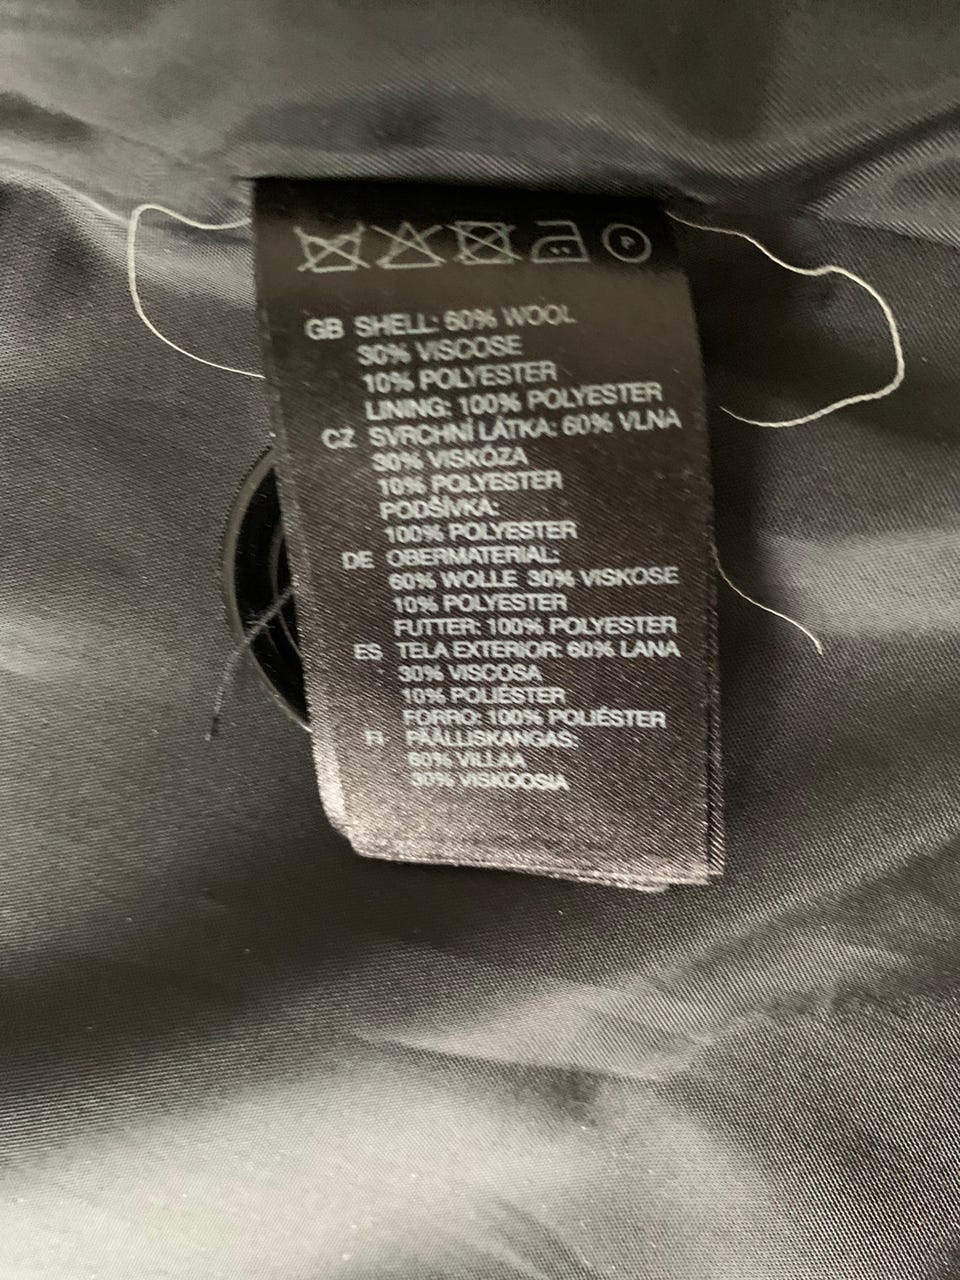 P
GB SHELL: 60% WOOL
30% VISCOSE
10% POLYESTER
LINING: 100% POLYESTER
CZ SVRCHNÍ LÁTKA: 60% VLNA
30% VISKÓZA
10% POLYESTER
PODŠÍVKA:
100% POLYESTER
DE OBERMATERIAL:
60% WOLLE 30% VISKOSE
10% POLYESTER
FUTTER: 100% POLYESTER
ES TELA EXTERIOR: 60% LANA
30% VISCOSA
10% POLIÉSTER
FORRO: 100% POLIÉSTER
FI PÄÄLLISKANGAS:
60% VILLAA
30% VISKOOSIA